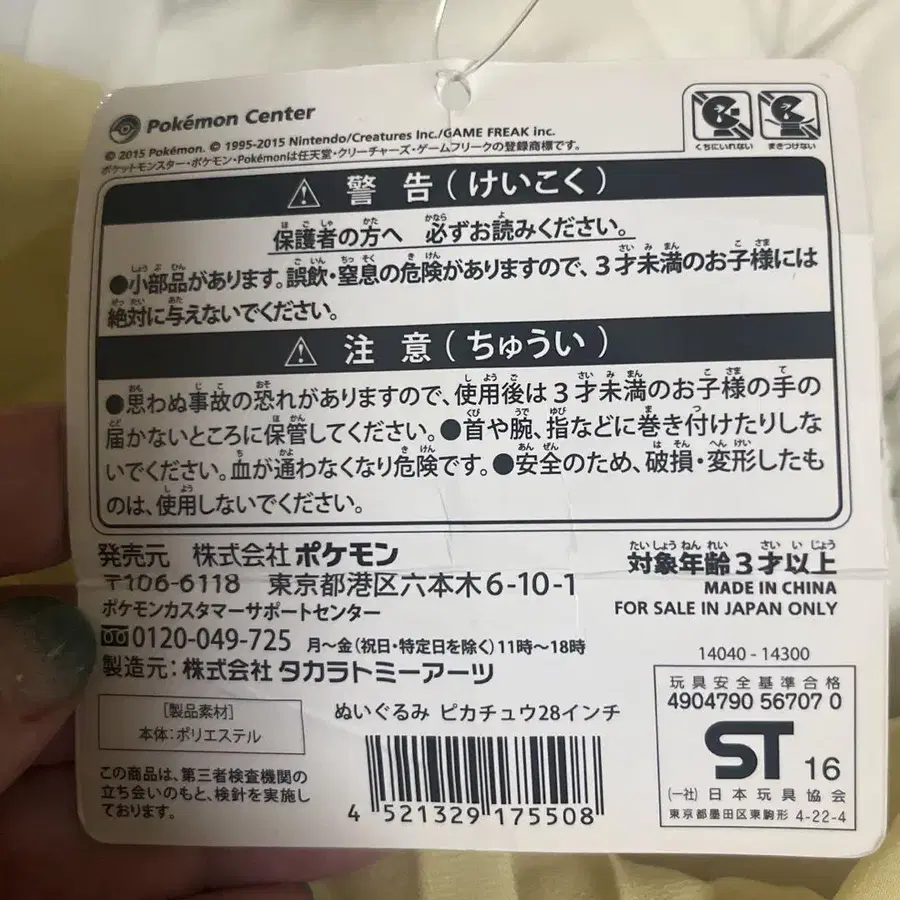 Pokémon Center
© 2015 Pokémon. © 1995-2015 Nintendo/Creatures Inc./GAME FREAK inc.
ポケットモンスター・ポケモン・Pokémonは任天堂・クリーチャーズ・ゲームフリークの登録商標です。
くちにいれない
まきつけない
警告(けいこく)
保護者の方へ 必ずお読みください。
●小部品があります。誤飲・窒息の危険がありますので、3才未満のお子様には
絶対に与えないでください。
注意(ちゅうい)
●思わぬ事故の恐れがありますので、使用後は3才未満のお子様の手の
届かないところに保管してください。●首や腕、指などに巻き付けたりしな
いでください。血が通わなくなり危険です。●安全のため、破損・変形したも
のは、使用しないでください。
発売元 株式会社 ポケモン
〒106-6118 東京都港区六本木6-10-1
ポケモンカスタマーサポートセンター
0120-049-725 月〜金(祝日・特定日を除く)11時〜18時
製造元:株式会社 タカラトミーアーツ
たいしょうねんれい さいいじょう
対象年齢3才以上
MADE IN CHINA
FOR SALE IN JAPAN ONLY
14040-14300
[製品素材]
本体:ポリエステル
この商品は、第三者検査機関の
立ち会いのもと、検針を実施し
ております。
ぬいぐるみ ピカチュウ28インチ
4 521329 175508
玩具安全基準合格
4904790 56707 0
ST 16
(一社)日本玩具協会
東京都墨田区東駒形 4-22-4